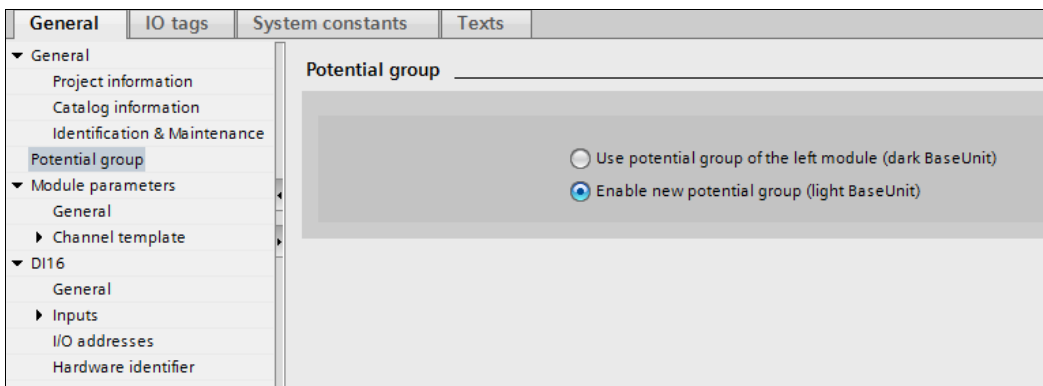 General IO tags System constants Texts
General
Project information
Catalog information
Identification & Maintenance
Potential group
Module parameters
General
Channel template
DI16
General
Inputs
I/O addresses
Hardware identifier
Potential group
Use potential group of the left module (dark BaseUnit)
Enable new potential group (light BaseUnit)